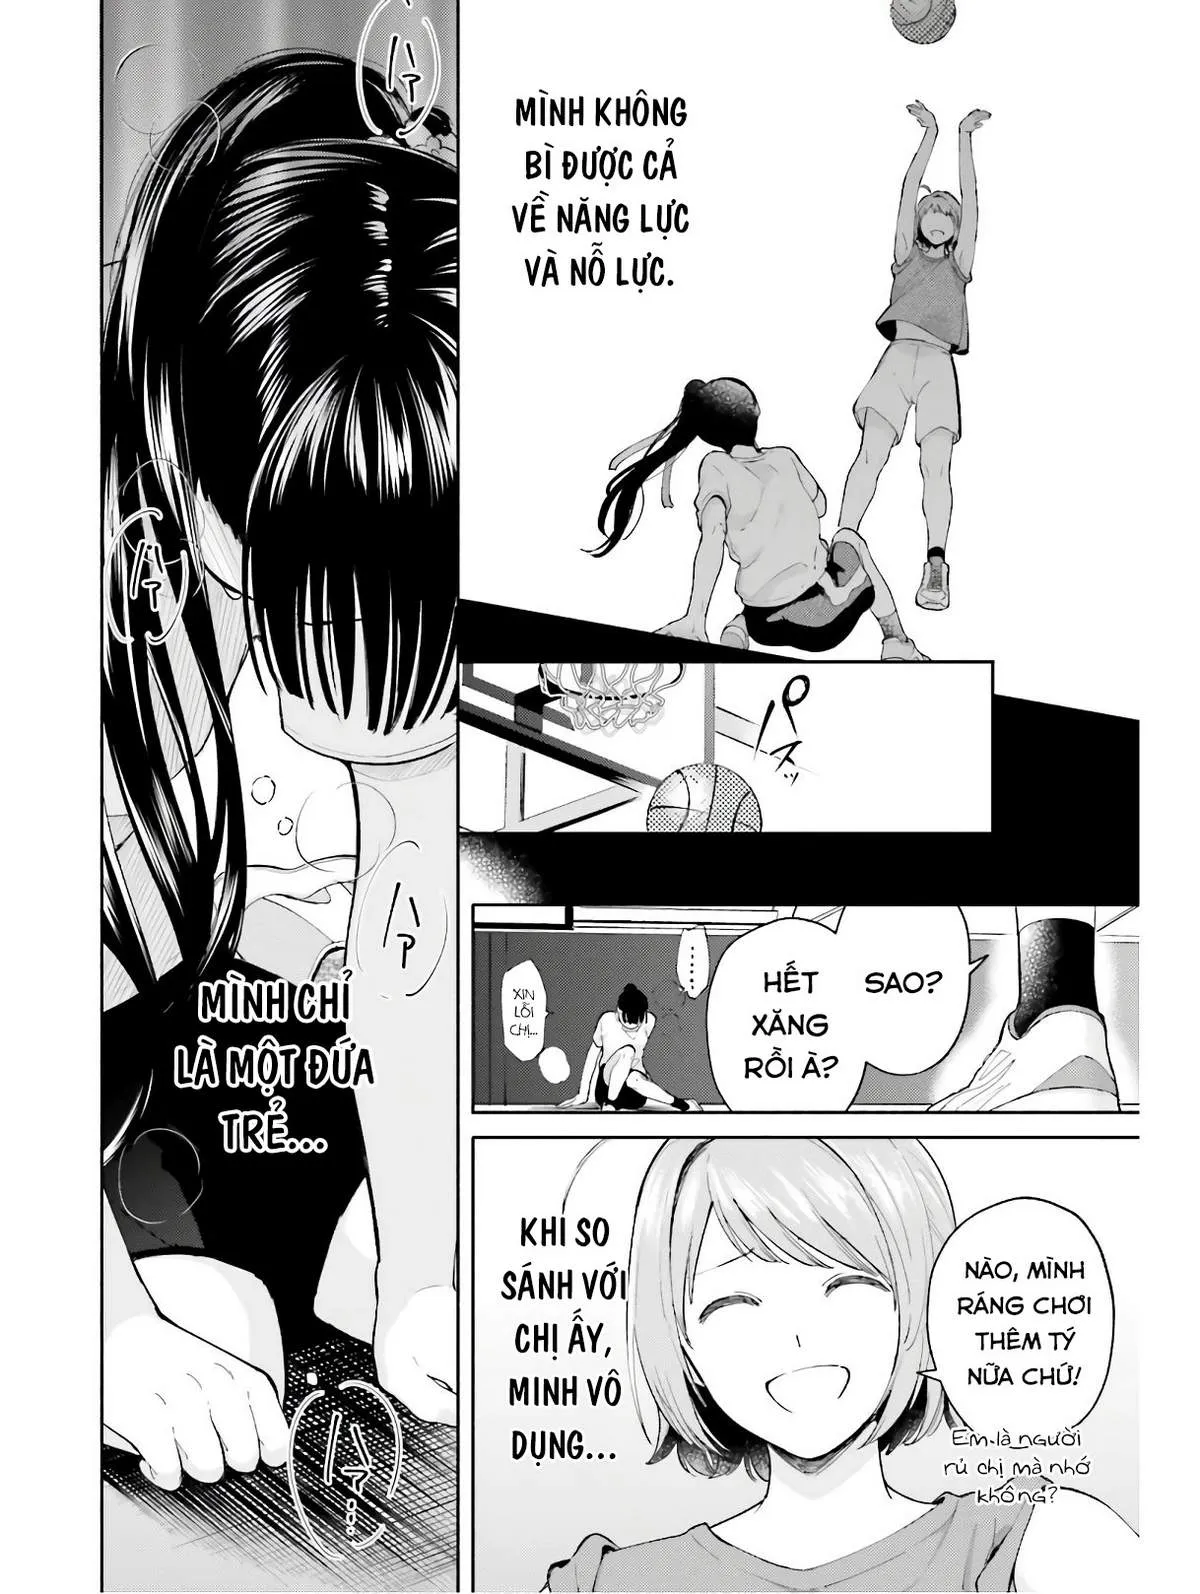 MÌNH KHÔNG
BÌ ĐƯỢC CẢ
VỀ NĂNG LỰC
VÀ NỖ LỰC.
パスッ
SAO?
HẾT
XĂNG
RỒI À?
......
XIN
LỖI
CHỊ...
NÀO, MÌNH
RÁNG CHƠI
THÊM TÝ
NỮA CHỨ!
Em là người
rủ chị mà nhớ
không?
KHI SO
SÁNH VỚI
CHỊ ẤY,
MINH VÔ
DỤNG...
ハァ
ハァ
ハァ
MÌNH CHỈ
LÀ MỘT ĐỨA
TRẺ...
ハァ...